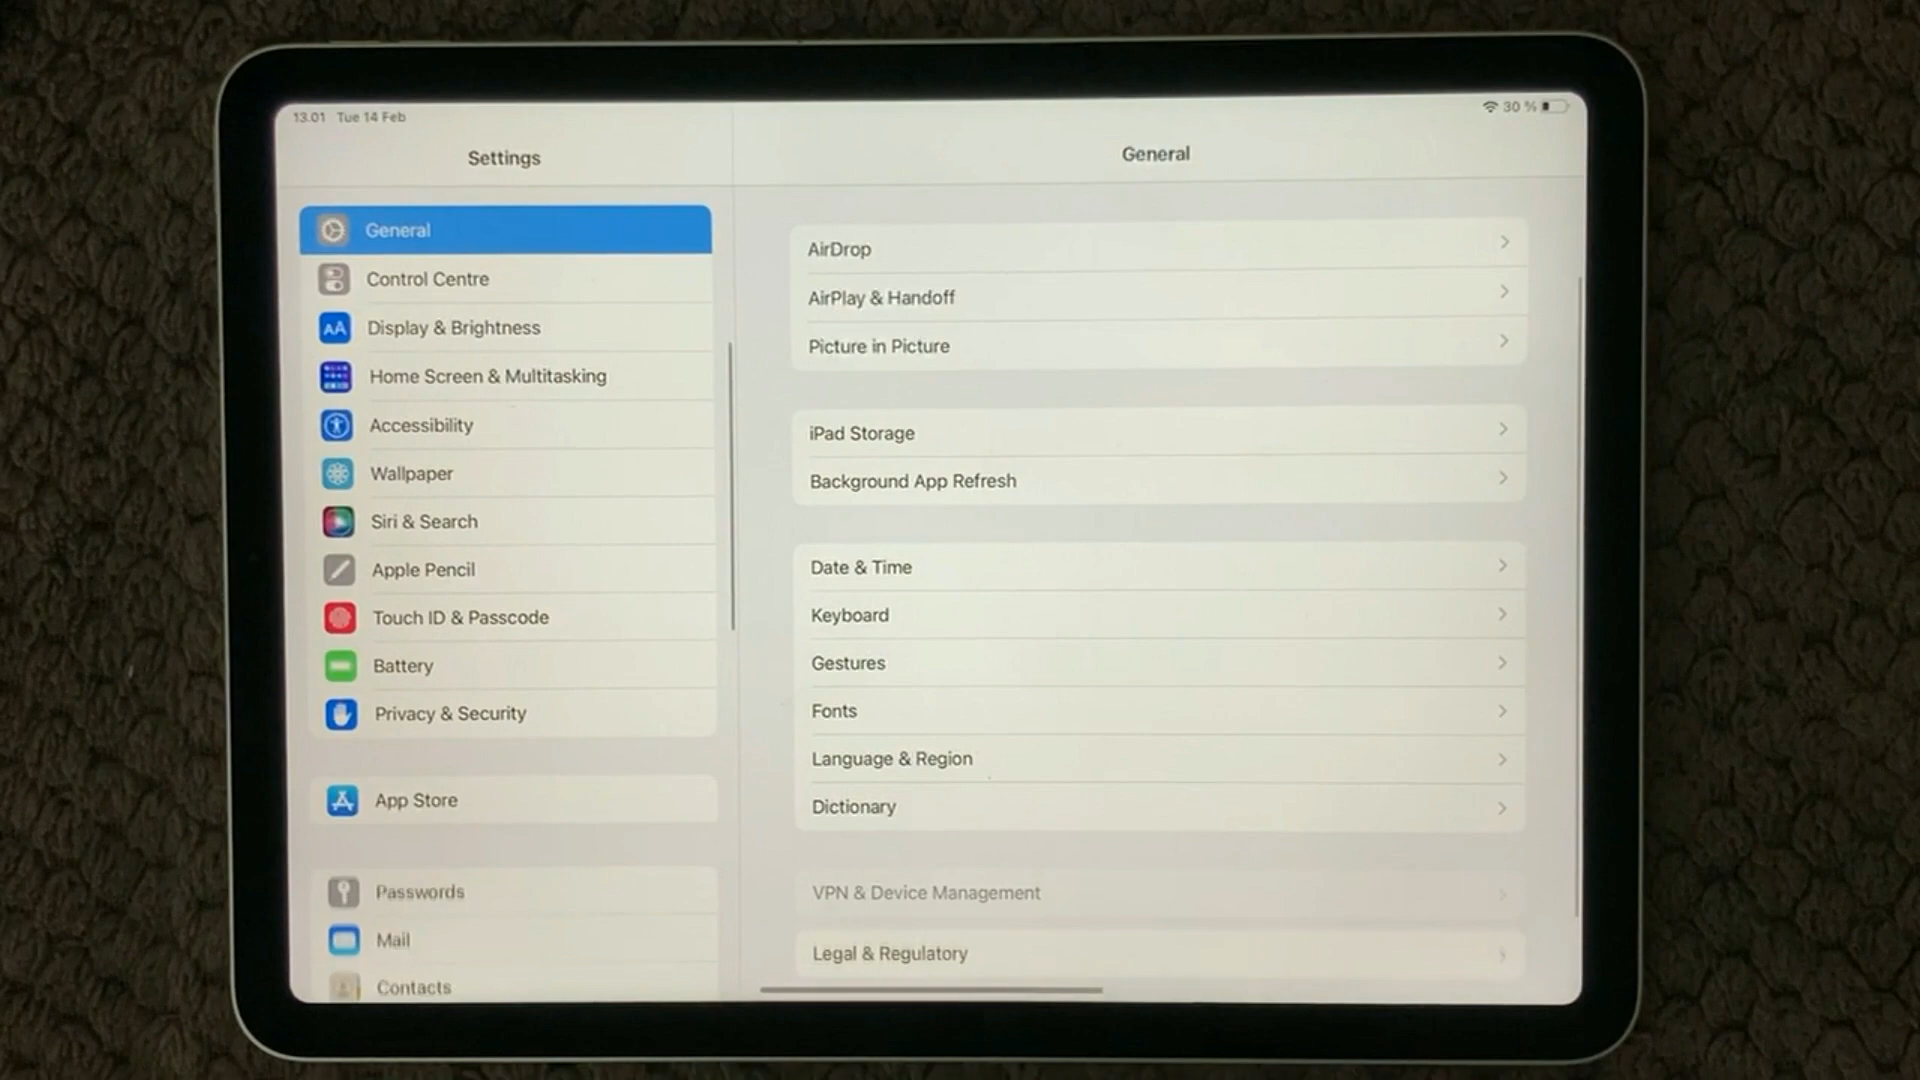 13.01 Tue 14 Feb
30 %
Settings
General
Control Centre
Display & Brightness
Home Screen & Multitasking
Accessibility
Wallpaper
Siri & Search
Apple Pencil
Touch ID & Passcode
Battery
Privacy & Security
App Store
Passwords
Mail
Contacts
General
AirDrop
AirPlay & Handoff
Picture in Picture
iPad Storage
Background App Refresh
Date & Time
Keyboard
Gestures
Fonts
Language & Region
Dictionary
VPN & Device Management
Legal & Regulatory